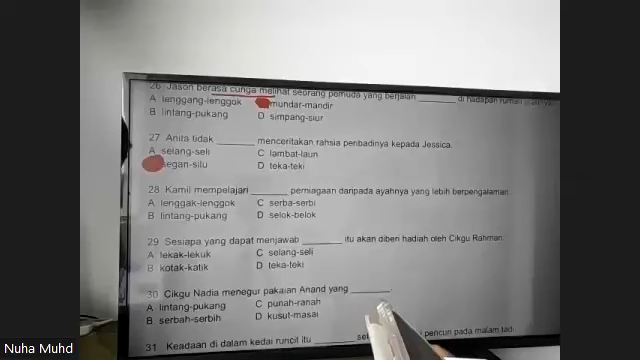 26 Jason berasa curiga melihat seorang pemuda yang berjalan ________ di hadapan rumah
A lenggang-lenggok mundar-mandir
B lintang-pukang D simpang-siur
27 Anita tidak ________ menceritakan rahsia peribadinya kepada Jessica.
A selang-seli C lambat-laun
segan-silu D teka-teki
28 Kamil mempelajari ________ perniagaan daripada ayahnya yang lebih berpengalaman
A lenggak-lenggok C serba-serbi
B lintang-pukang D selok-belok
29 Sesiapa yang dapat menjawab ________ itu akan diberi hadiah oleh Cikgu Rahman.
A lekak-lekuk C selang-seli
B kotak-katik D teka-teki
30 Cikgu Nadia menegur pakaian Anand yang ________.
A lintang-pukang C punah-ranah
B serbah-serbih D kusut-masai
31 Keadaan di dalam kedai runcit itu ________ pencuri pada malam tadi
Nuha Muhd